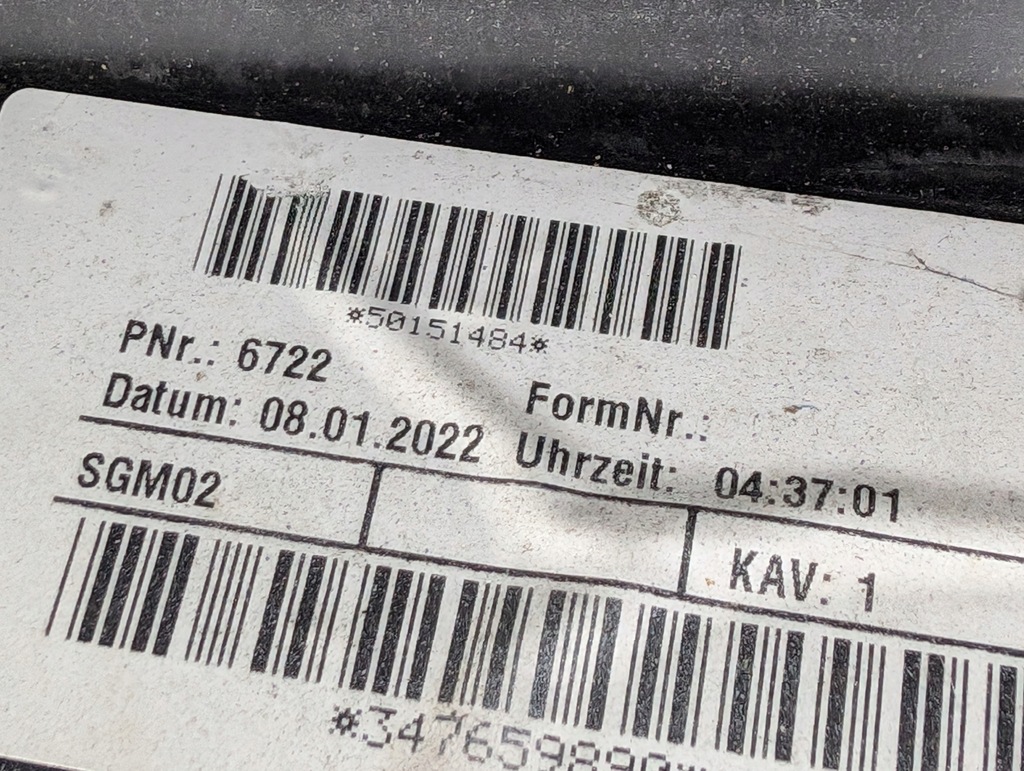 *50151484*
PNr.: 6722 FormNr.:
Datum: 08.01.2022 Uhrzeit: 04:37:01
SGM02 KAV: 1